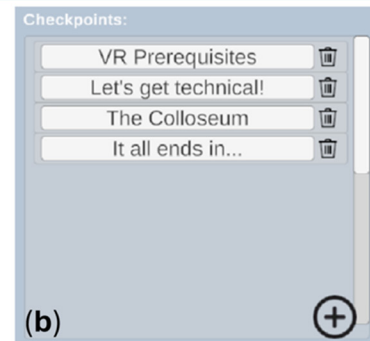 Checkpoints:
VR Prerequisites
Let's get technical!
The Colloseum
It all ends in...
(b)